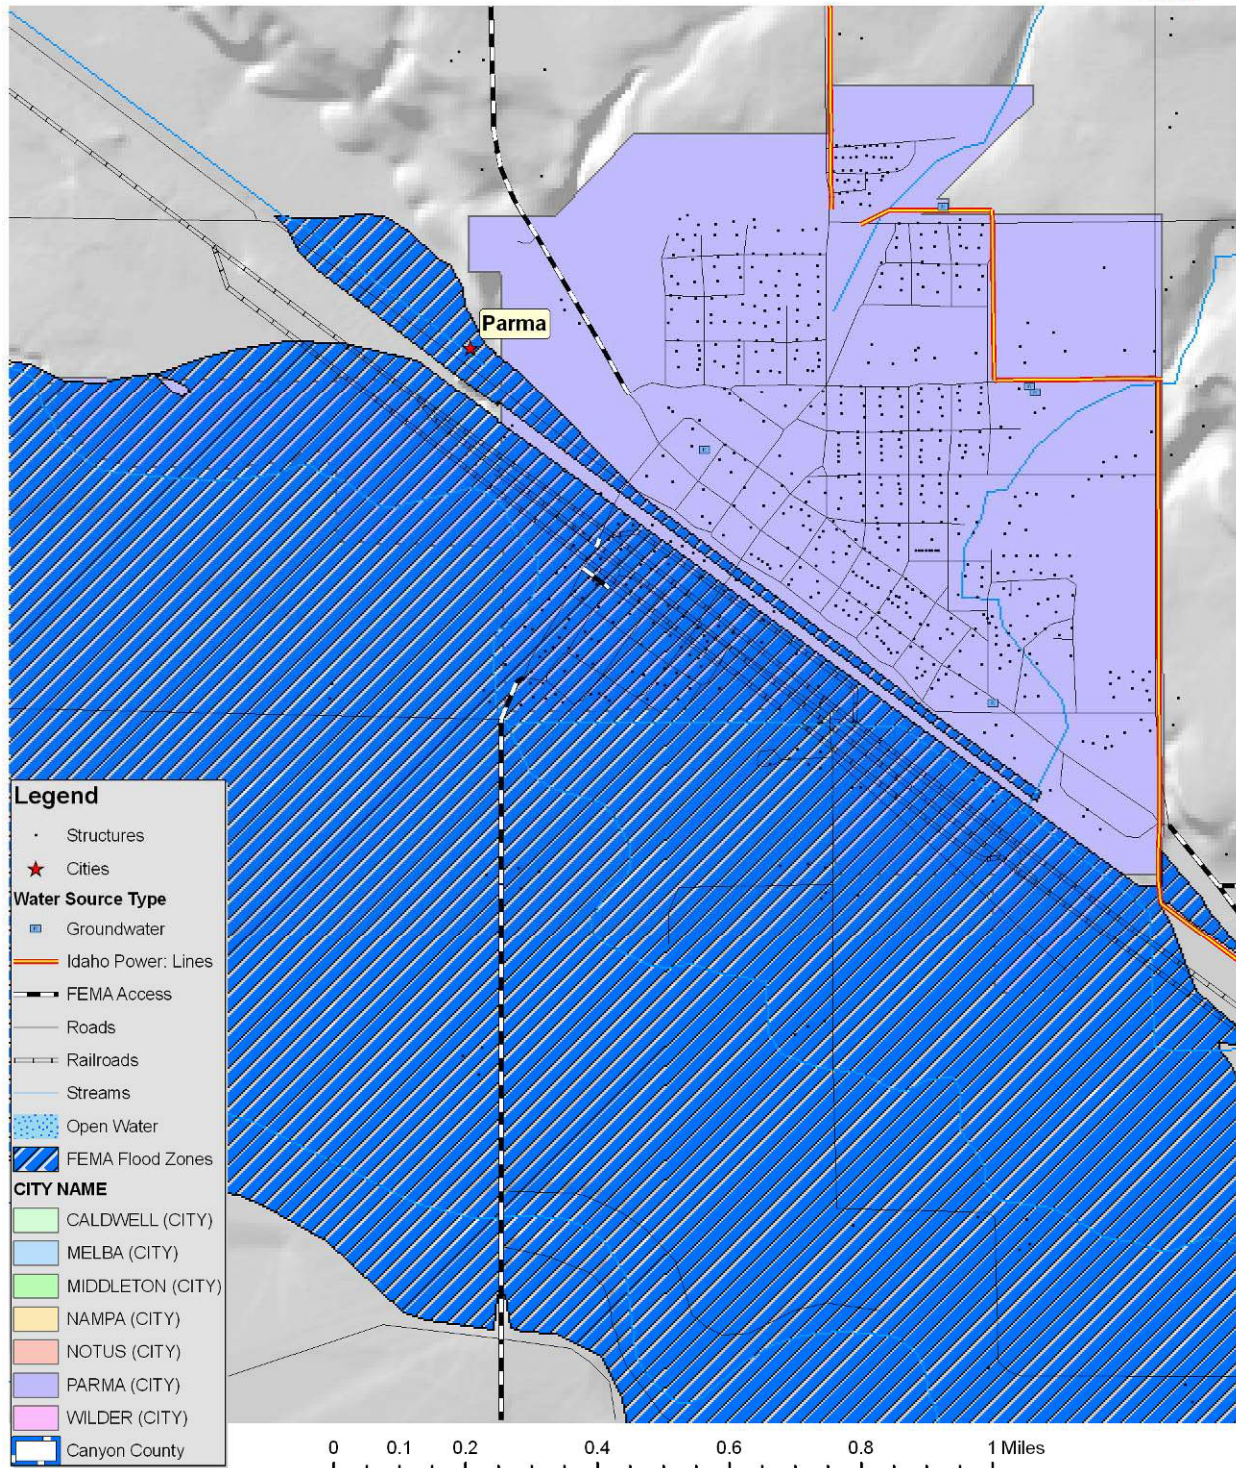 Parma
Legend
Structures
Cities
Water Source Type
Groundwater
Idaho Power: Lines
FEMA Access
Roads
Railroads
Streams
Open Water
FEMA Flood Zones
CITY NAME
CALDWELL (CITY)
MELBA (CITY)
MIDDLETON (CITY)
NAMPA (CITY)
NOTUS (CITY)
PARMA (CITY)
WILDER (CITY)
Canyon County
0 0.1 0.2 0.4 0.6 0.8 1 Miles